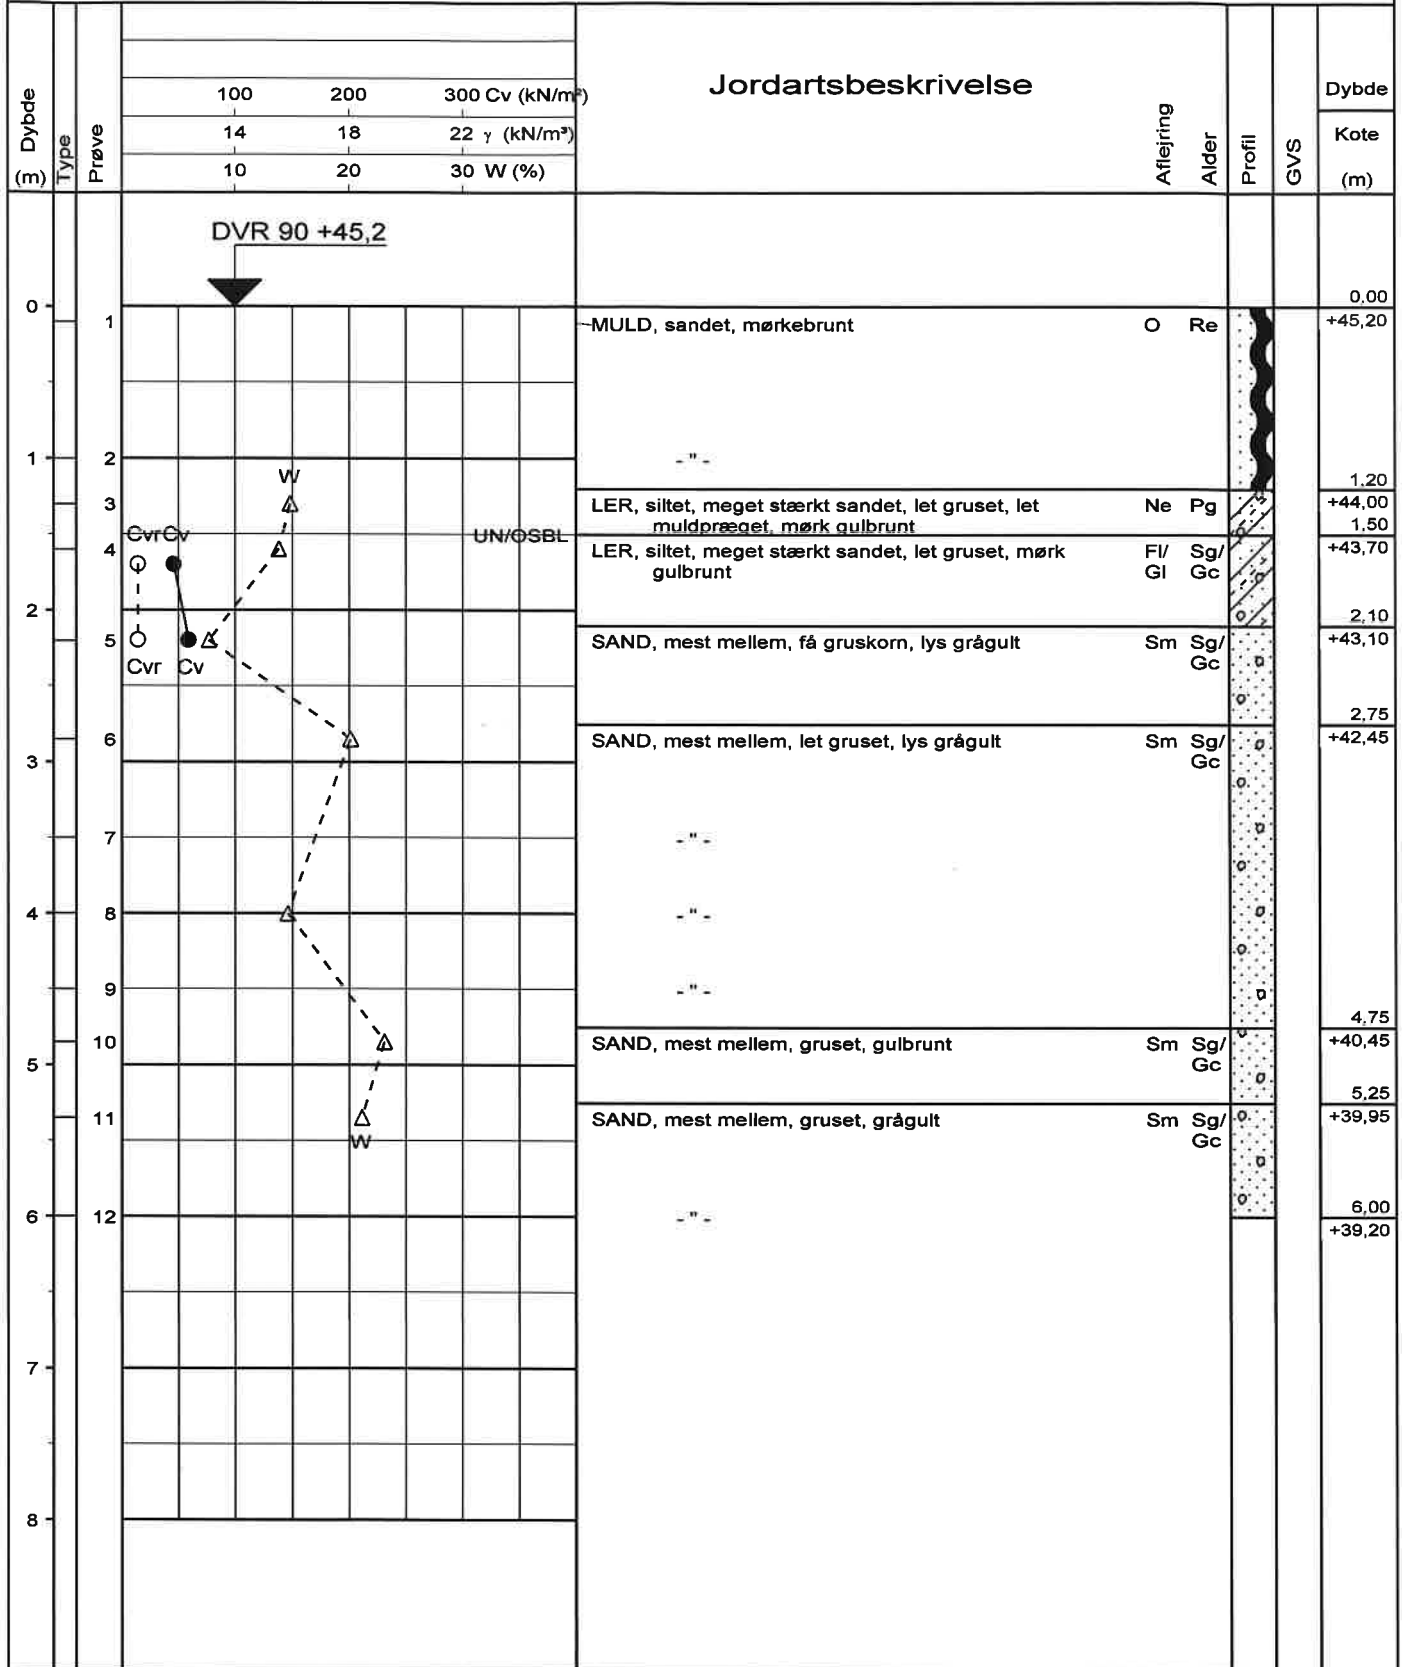 Dybde
(m)
Type
Prøve
100 200 300 Cv (kN/m²)
14 18 22 γ (kN/m³)
10 20 30 W (%)
Jordartsbeskrivelse
Aflejring
Alder
Profil
GVS
Dybde
Kote
(m)
DVR 90 +45,2
0 0,00
1 MULD, sandet, mørkebrunt O Re +45,20
1 2 - " -
W 1,20
3 LER, siltet, meget stærkt sandet, let gruset, let Ne Pg +44,00
muldpræget, mørk gulbrunt 1,50
Cvr Cv UN/OSBL
4 LER, siltet, meget stærkt sandet, let gruset, mørk Fl/ Sg/ +43,70
gulbrunt Gl Gc
2 2,10
5 SAND, mest mellem, få gruskorn, lys grågult Sm Sg/ +43,10
Cvr Cv Gc
2,75
6 SAND, mest mellem, let gruset, lys grågult Sm Sg/ +42,45
3 Gc
7 - " -
4 8 - " -
9 - " -
4,75
10 SAND, mest mellem, gruset, gulbrunt Sm Sg/ +40,45
5 Gc
5,25
11 SAND, mest mellem, gruset, grågult Sm Sg/ +39,95
W Gc
6,00
6 12 - " -
+39,20
7
8